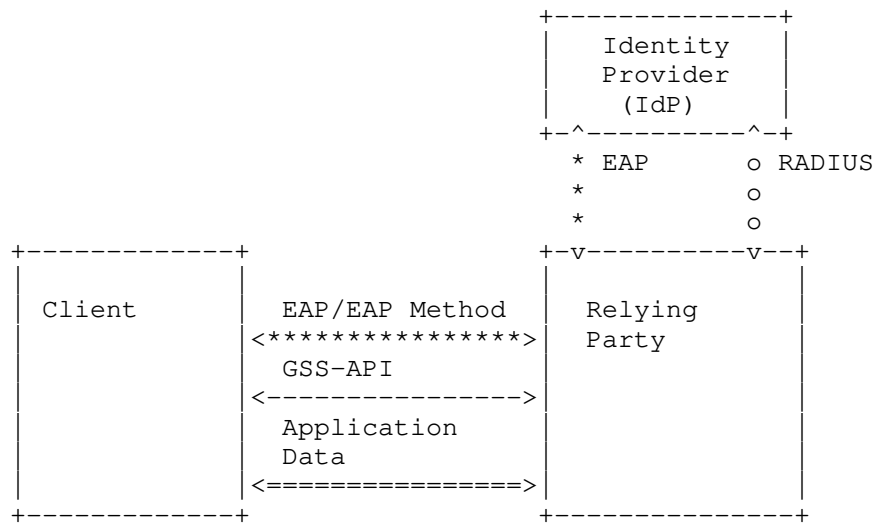 Identity
Provider
(IdP)
* EAP o RADIUS
* o
* o
Client EAP/EAP Method Relying
<****************> Party
GSS-API
<---------------->
Application
Data
<================>